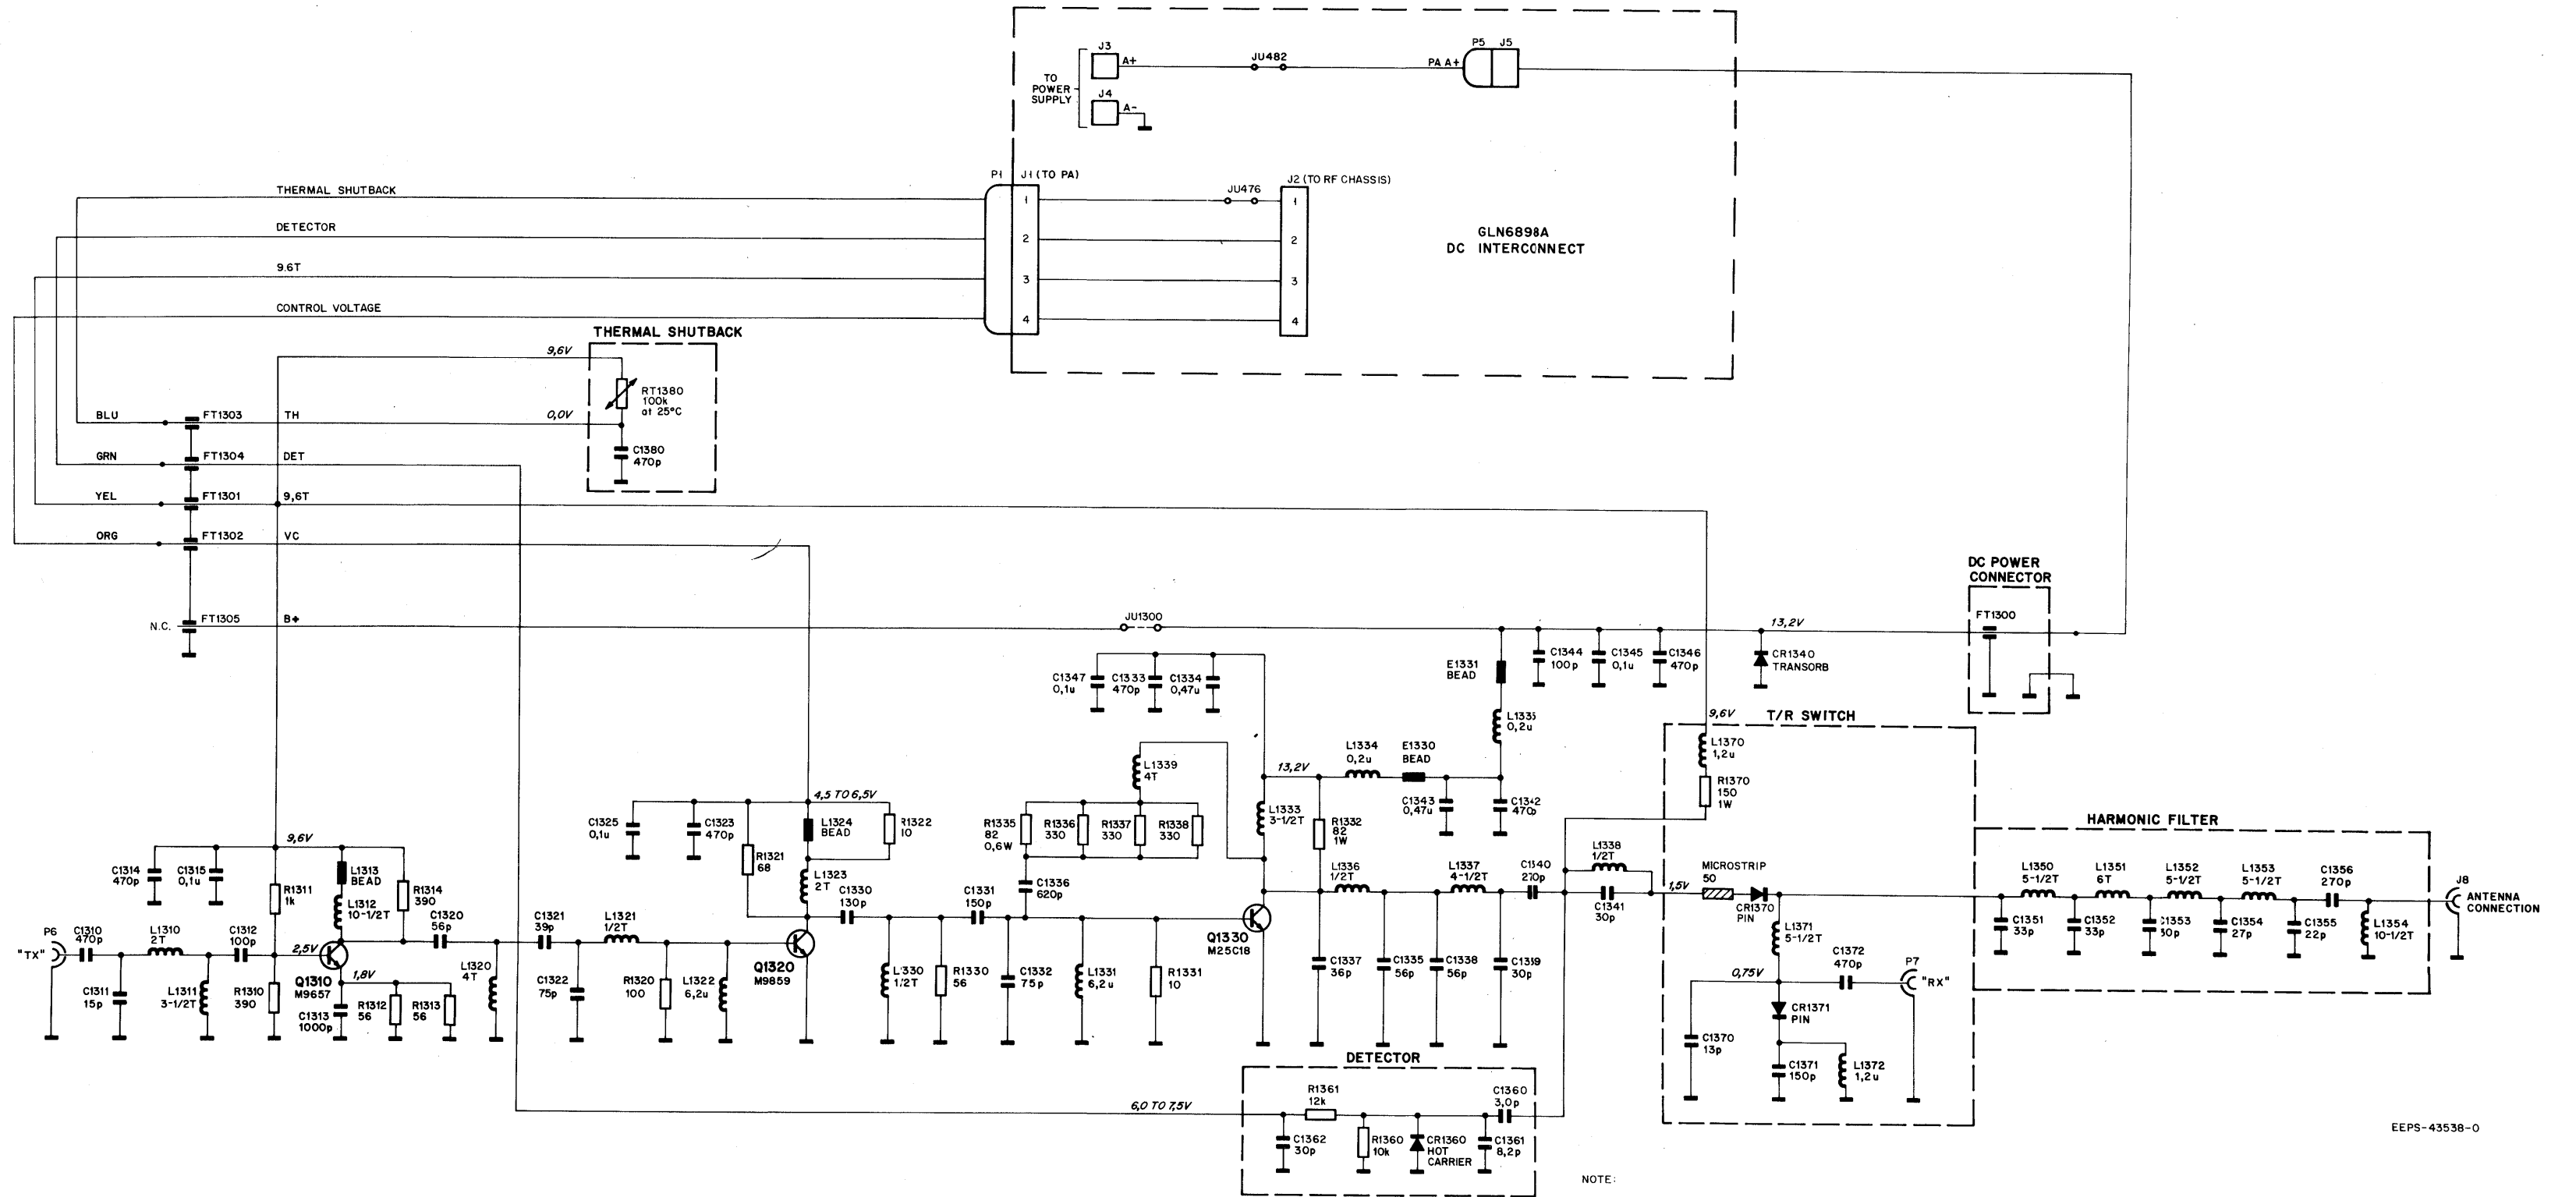 J3
A+
JU482
PA A+
P5 J5
TO
POWER
SUPPLY
J4
A-
P1
J1 (TO PA)
JU476
J2 (TO RF CHASSIS)
THERMAL SHUTBACK
1
1
DETECTOR
2
2
9.6T
3
3
CONTROL VOLTAGE
4
4
GLN6898A
DC INTERCONNECT
THERMAL SHUTBACK
9,6V
RT1380
100k
at 25°C
0,0V
C1380
470p
BLU
FT1303
TH
GRN
FT1304
DET
YEL
FT1301
9,6T
ORG
FT1302
VC
N.C.
FT1305
B+
JU1300
13,2V
DC POWER
CONNECTOR
FT1300
C1347
0,1u
C1333
470p
C1334
0,47u
E1331
BEAD
C1344
100p
C1345
0,1u
C1346
470p
CR1340
TRANSORB
L1335
0,2u
9,6V
T/R SWITCH
L1370
1,2u
R1370
150
1W
L1339
4T
13,2V
L1334
0,2u
E1330
BEAD
C1343
0,47u
C1342
470p
4,5 TO 6,5V
C1325
0,1u
C1323
470p
L1324
BEAD
R1322
10
R1321
68
L1323
2T
R1335
82
0,6W
R1336
330
R1337
330
R1338
330
L1333
3-1/2T
R1332
82
1W
C1336
620p
9,6V
C1314
470p
C1315
0,1u
R1311
1k
L1313
BEAD
R1314
390
L1312
10-1/2T
P6
"TX"
C1310
470p
L1310
2T
C1312
100p
2,5V
C1311
15p
L1311
3-1/2T
R1310
390
Q1310
M9657
1,8V
C1313
1000p
R1312
56
R1313
56
C1320
56p
L1320
4T
C1321
39p
L1321
1/2T
C1322
75p
R1320
100
L1322
6,2u
Q1320
M9859
C1330
130p
L1330
1/2T
R1330
56
C1331
150p
C1332
75p
L1331
6,2u
R1331
10
Q1330
M25C18
L1336
1/2T
L1337
4-1/2T
C1340
270p
L1338
1/2T
C1341
30p
C1337
36p
C1335
56p
C1338
56p
C1339
30p
1,5V
MICROSTRIP
50
CR1370
PIN
L1371
5-1/2T
0,75V
C1372
470p
P7
"RX"
CR1371
PIN
C1370
13p
C1371
150p
L1372
1,2u
HARMONIC FILTER
L1350
5-1/2T
L1351
6T
L1352
5-1/2T
L1353
5-1/2T
C1356
270p
C1351
33p
C1352
33p
C1353
30p
C1354
27p
C1355
22p
L1354
10-1/2T
J8
ANTENNA
CONNECTION
DETECTOR
6,0 TO 7,5V
R1361
12k
C1360
3,0p
C1362
30p
R1360
10k
CR1360
HOT
CARRIER
C1361
8,2p
NOTE:
EEPS-43538-O